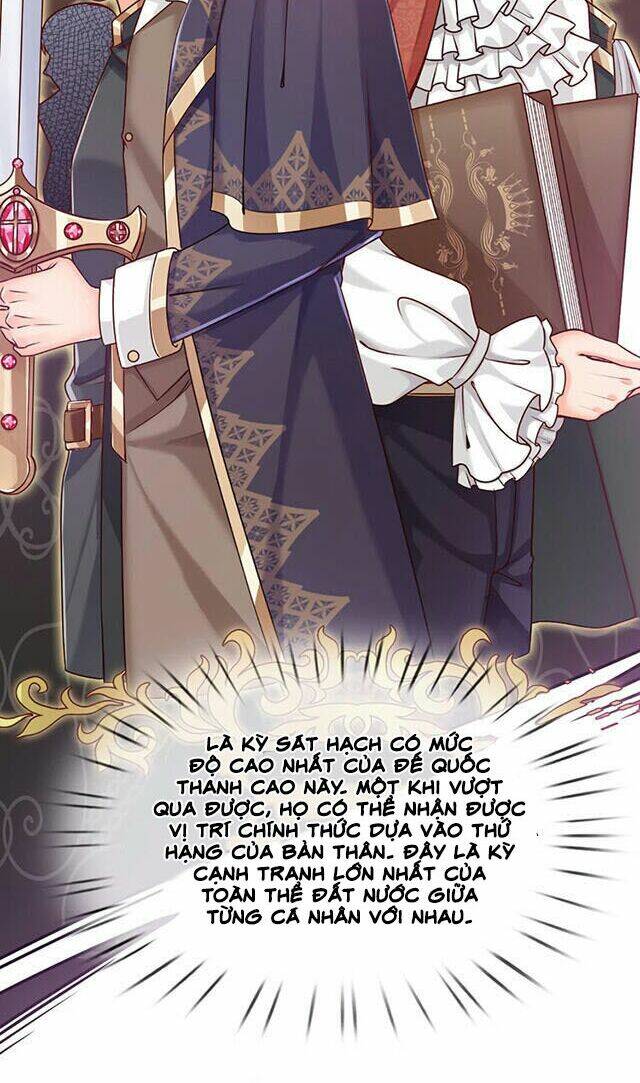 LÀ KỲ SÁT HẠCH CÓ MỨC
ĐỘ CAO NHẤT CỦA ĐẾ QUỐC
THANH CAO NÀY. MỘT KHI VƯỢT
QUA ĐƯỢC, HỌ CÓ THỂ NHÂN ĐƯỢC
VỊ TRÍ CHÍNH THỨC DỰA VÀO THỨ
HẠNG CỦA BẢN THÂN. ĐÂY LÀ KỲ
CẠNH TRANH LỚN NHẤT CỦA
TOÀN THỂ ĐẤT NƯỚC GIỮA
TỪNG CÁ NHÂN VỚI NHAU.